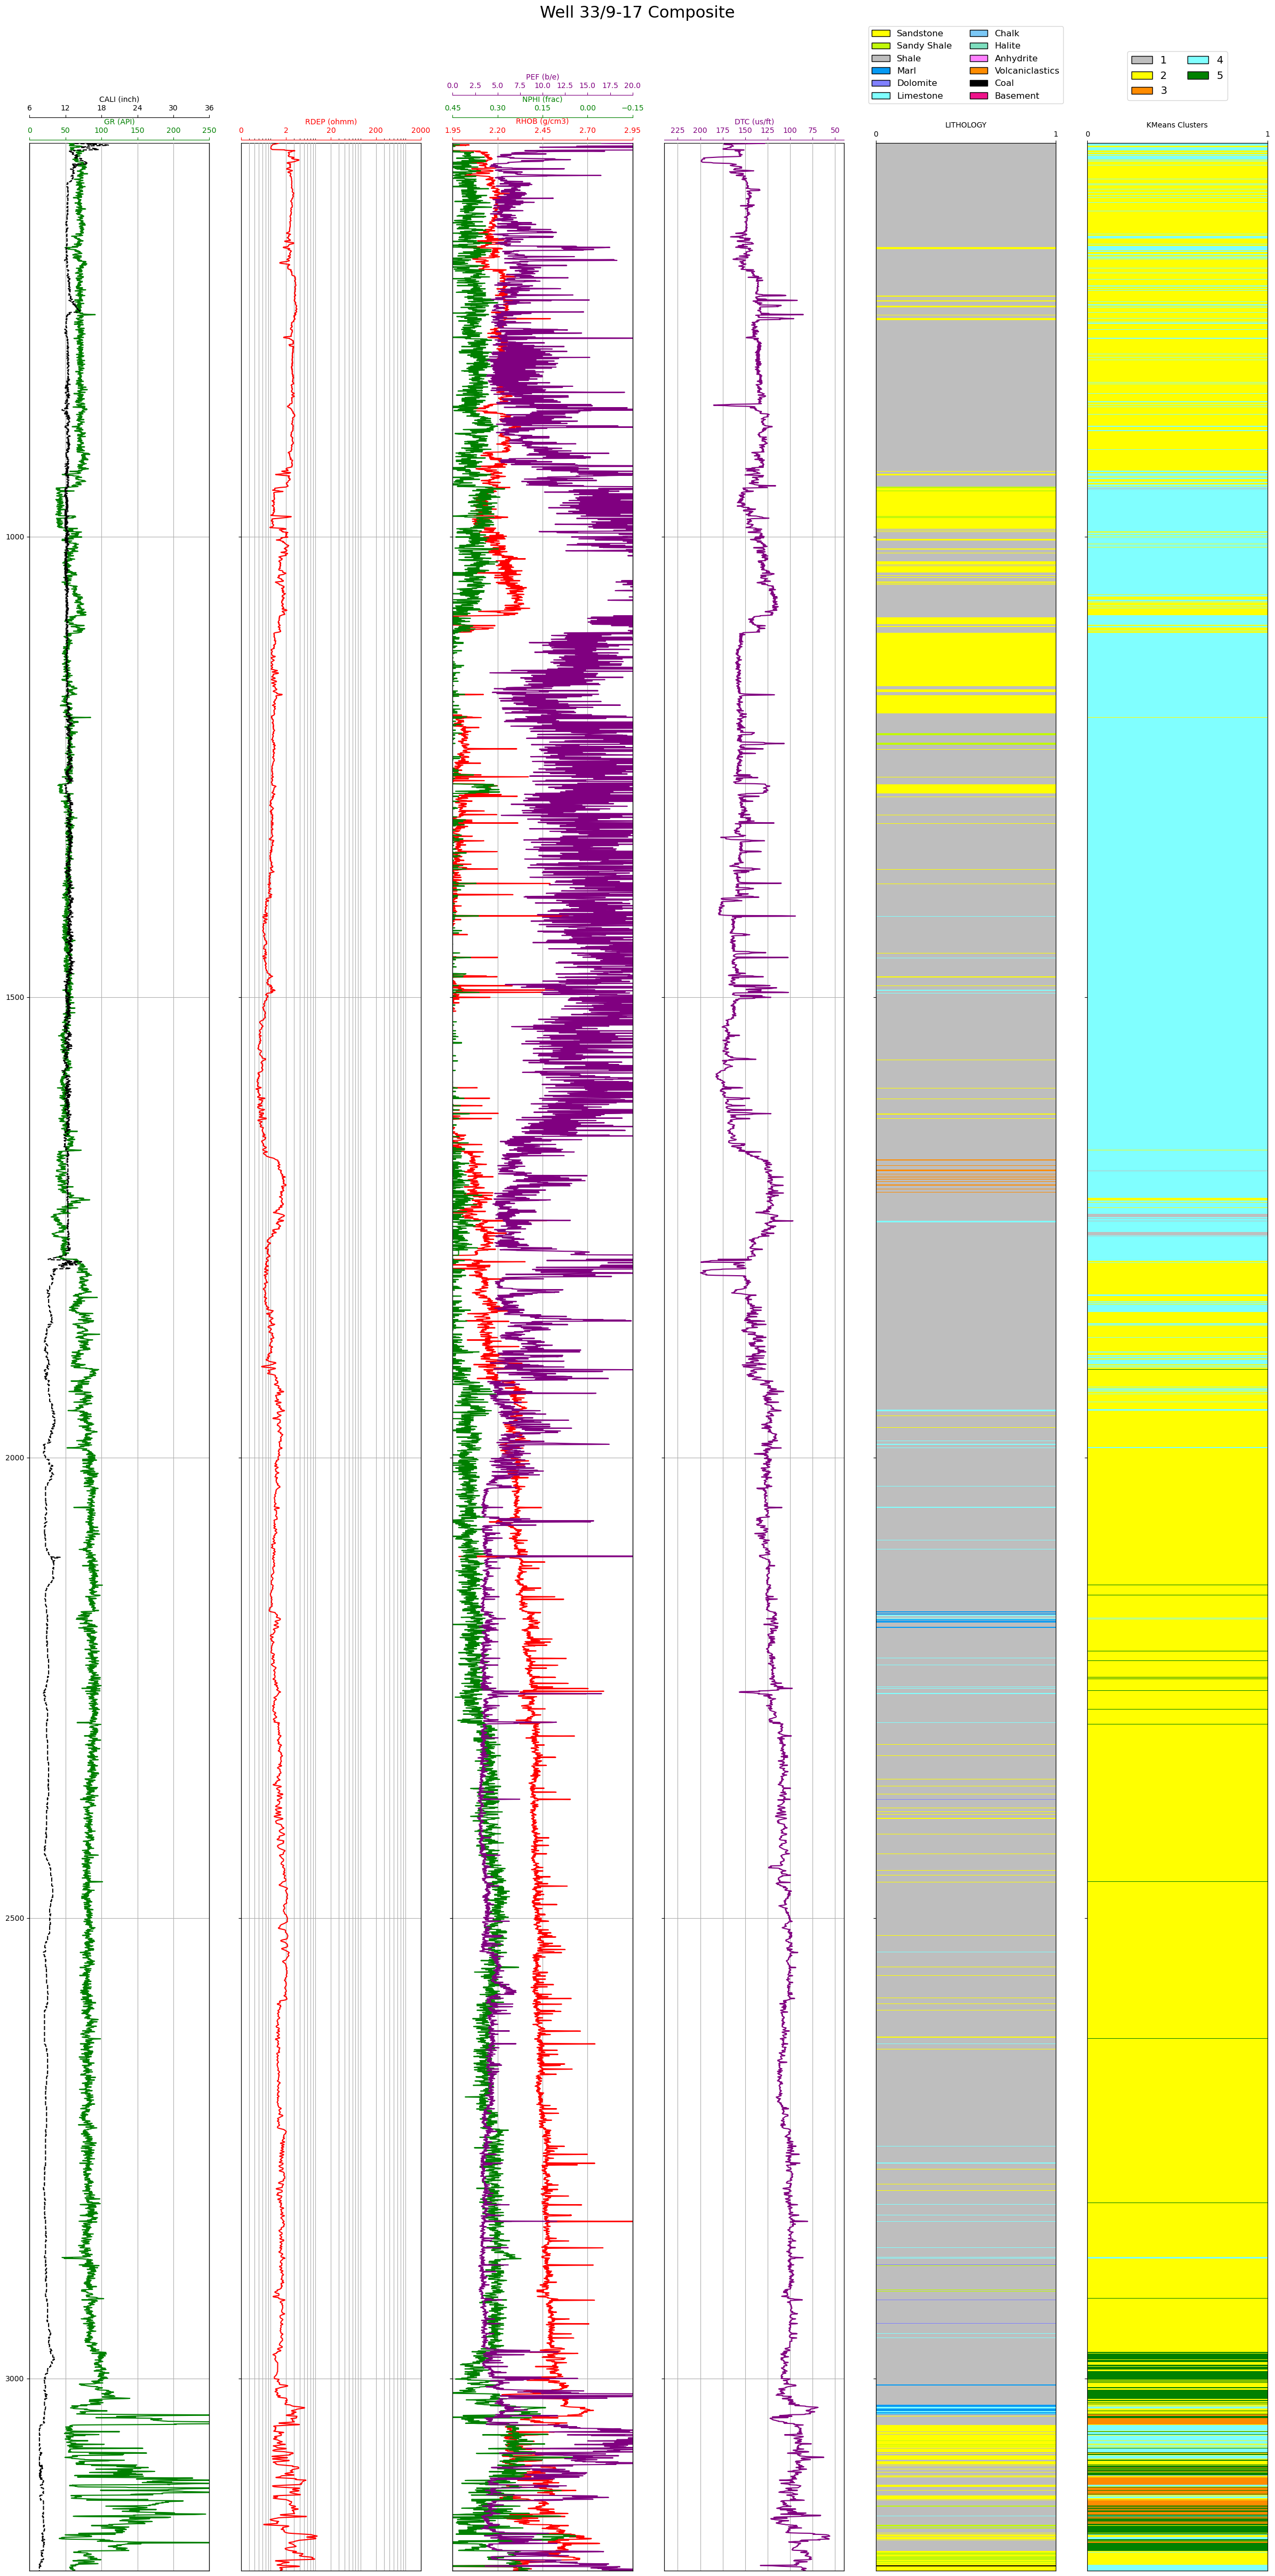 Well 33/9-17 Composite
Sandstone Chalk
Sandy Shale Halite
Shale Anhydrite
Marl Volcaniclastics
Dolomite Coal
Limestone Basement
1 4
2 5
3
PEF (b/e)
0.0 2.5 5.0 7.5 10.0 12.5 15.0 17.5 20.0
CALI (inch)
6 12 18 24 30 36
NPHI (frac)
0.45 0.30 0.15 0.00 −0.15
GR (API)
0 50 100 150 200 250
RDEP (ohmm)
0 2 20 200 2000
RHOB (g/cm3)
1.95 2.20 2.45 2.70 2.95
DTC (us/ft)
225 200 175 150 125 100 75 50
LITHOLOGY
0 1
KMeans Clusters
0 1
1000
1500
2000
2500
3000